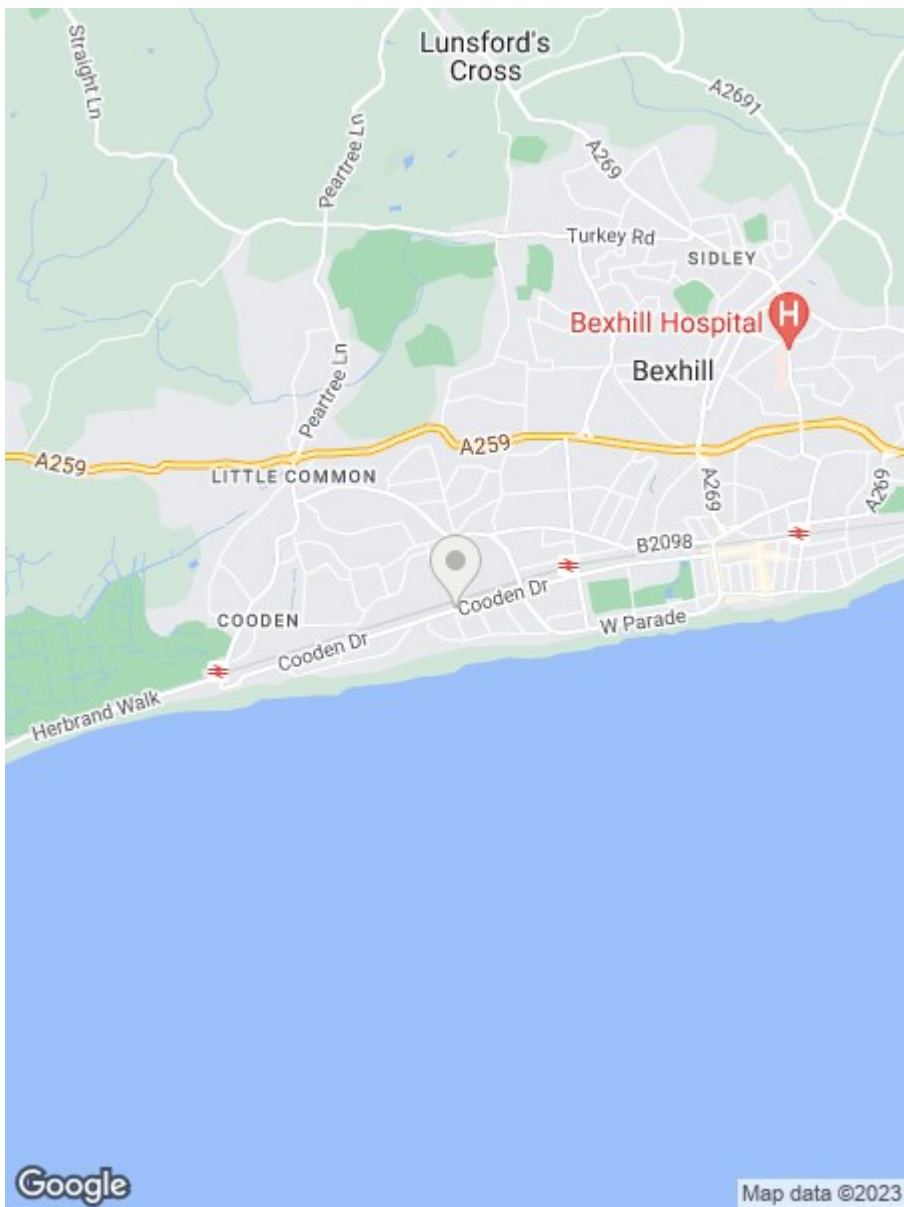 Straight Ln
Lunsford's
Cross
A2691
Peartree Ln
A269
Turkey Rd
SIDLEY
Bexhill Hospital
H
Bexhill
Peartree Ln
A259
A259
LITTLE COMMON
A269
A269
B2098
Cooden Dr
COODEN
W Parade
Cooden Dr
Herbrand Walk
Google
Map data ©2023